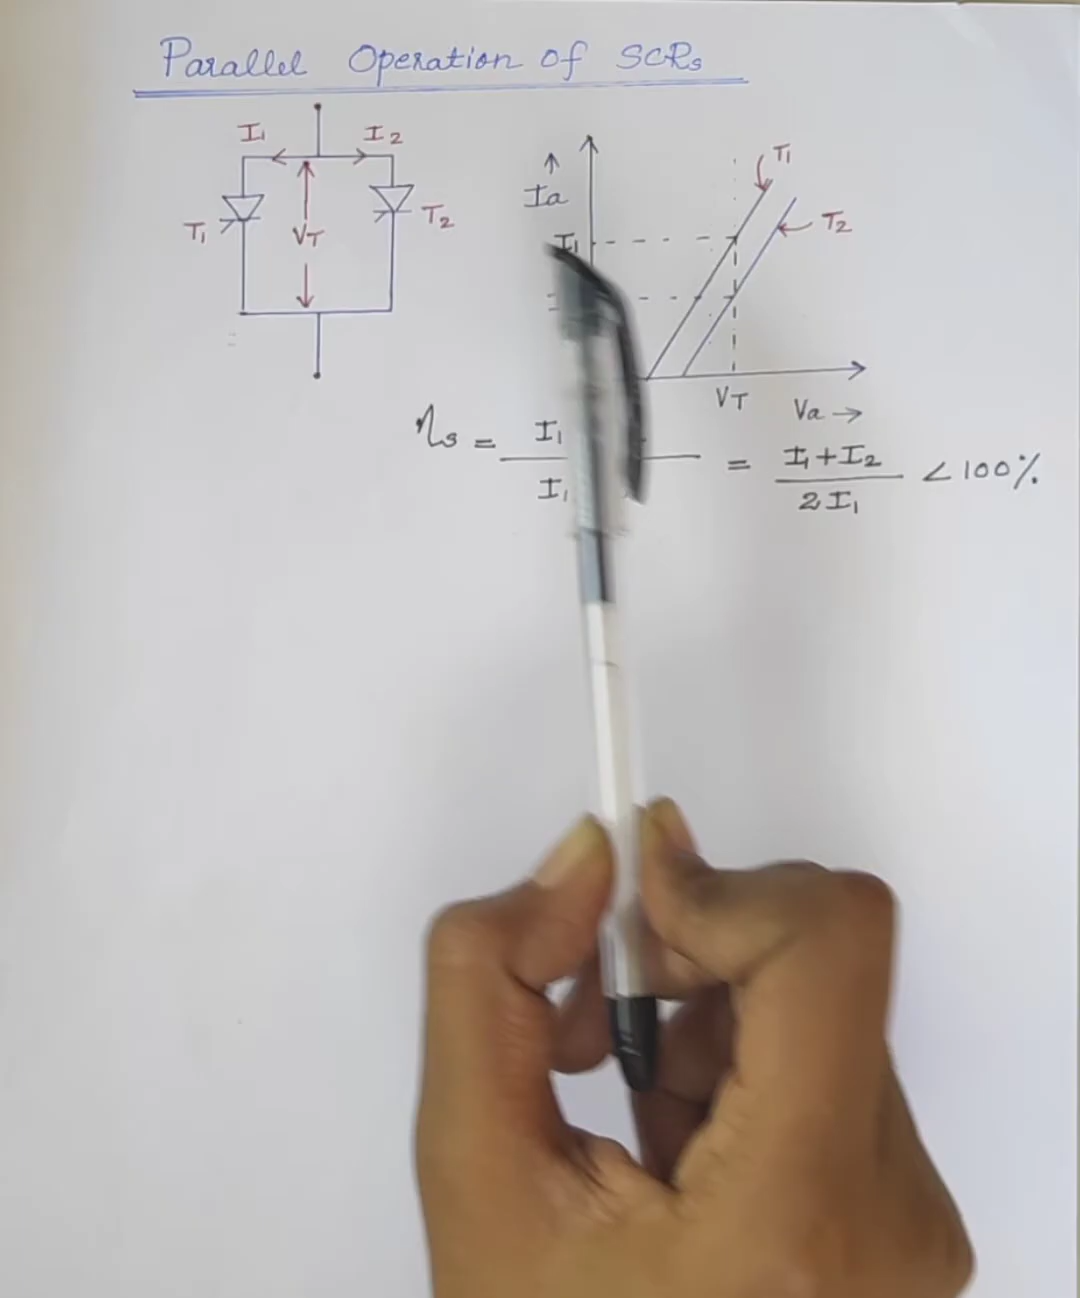 Parallel Operation of SCRs
I1 I2
T1 VT T2
Ia
I1
T1
T2
VT Va →
ηs = I1
I1
= I1+I2
2I1
< 100%